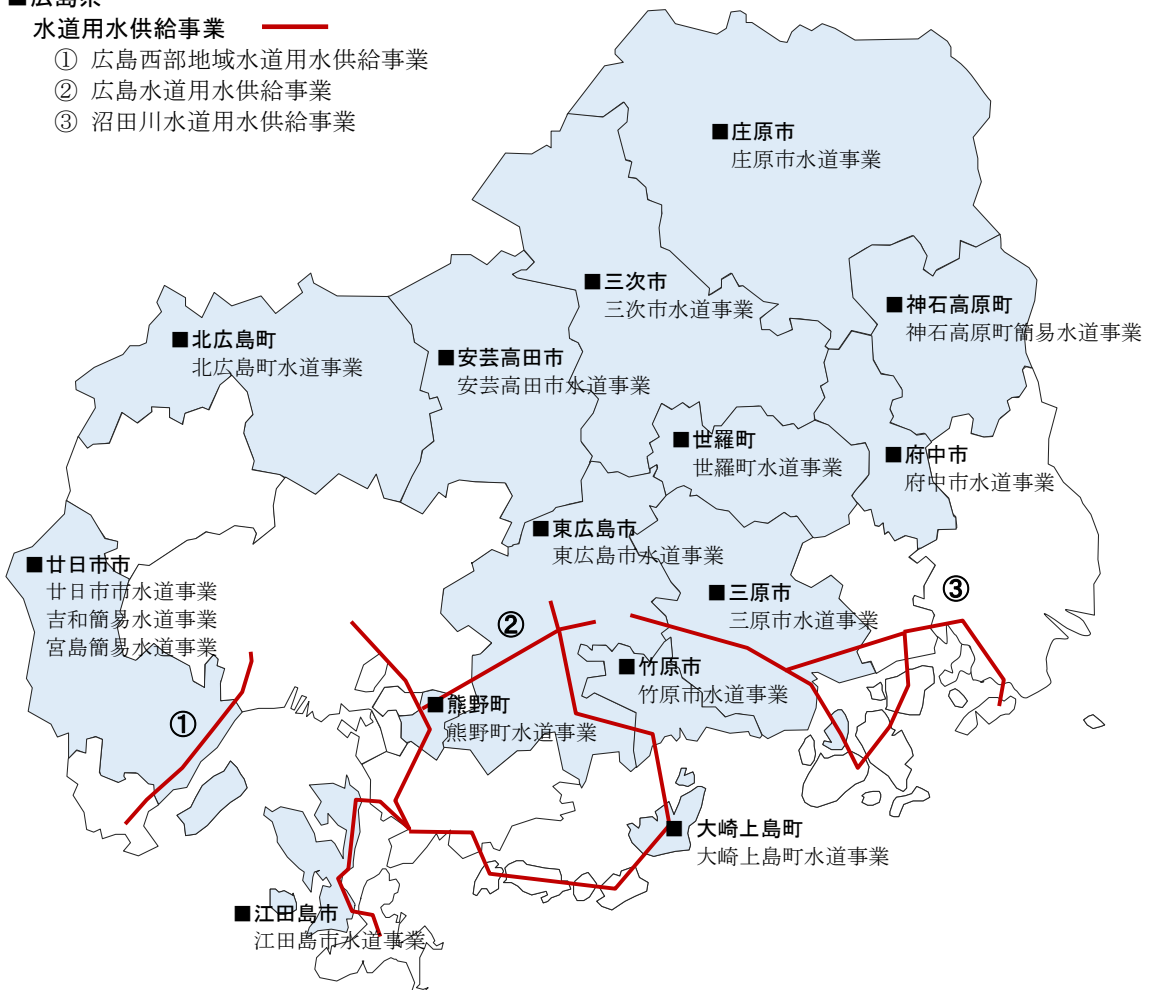 ■広島県
水道用水供給事業
① 広島西部地域水道用水供給事業
② 広島水道用水供給事業
③ 沼田川水道用水供給事業
■庄原市
庄原市水道事業
■三次市
三次市水道事業
■神石高原町
神石高原町簡易水道事業
■北広島町
北広島町水道事業
■安芸高田市
安芸高田市水道事業
■世羅町
世羅町水道事業
■府中市
府中市水道事業
■東広島市
東広島市水道事業
■廿日市市
廿日市市水道事業
吉和簡易水道事業
宮島簡易水道事業
■三原市
三原市水道事業
③
②
■竹原市
竹原市水道事業
■熊野町
熊野町水道事業
①
■大崎上島町
大崎上島町水道事業
■江田島市
江田島市水道事業